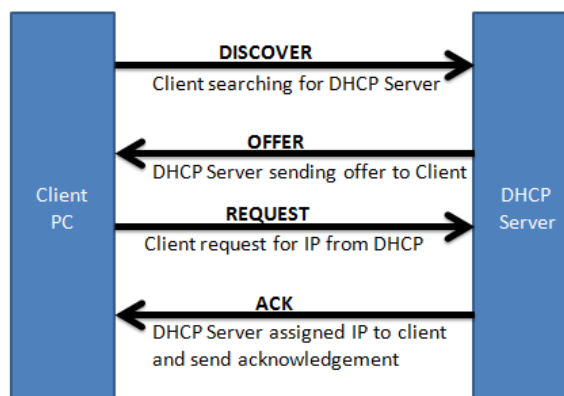 DISCOVER
Client searching for DHCP Server
OFFER
DHCP Server sending offer to Client
Client
PC
DHCP
Server
REQUEST
Client request for IP from DHCP
ACK
DHCP Server assigned IP to client
and send acknowledgement